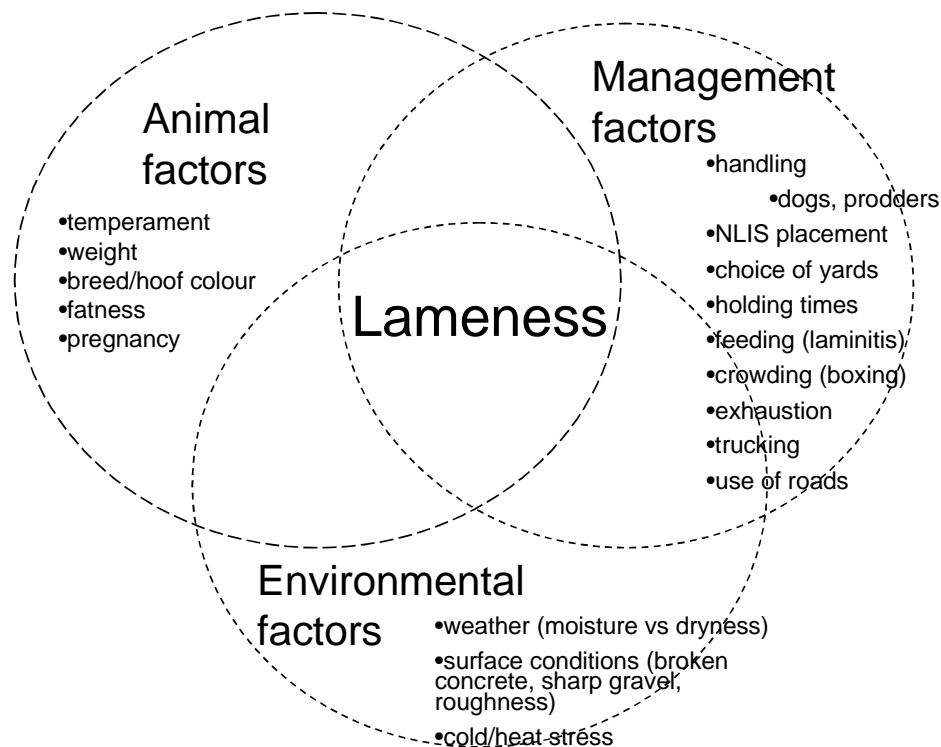 Animal
factors
•temperament
•weight
•breed/hoof colour
•fatness
•pregnancy
Management
factors
•handling
•dogs, prodders
•NLIS placement
•choice of yards
•holding times
•feeding (laminitis)
•crowding (boxing)
•exhaustion
•trucking
•use of roads
Lameness
Environmental
factors
•weather (moisture vs dryness)
•surface conditions (broken
concrete, sharp gravel,
roughness)
•cold/heat stress